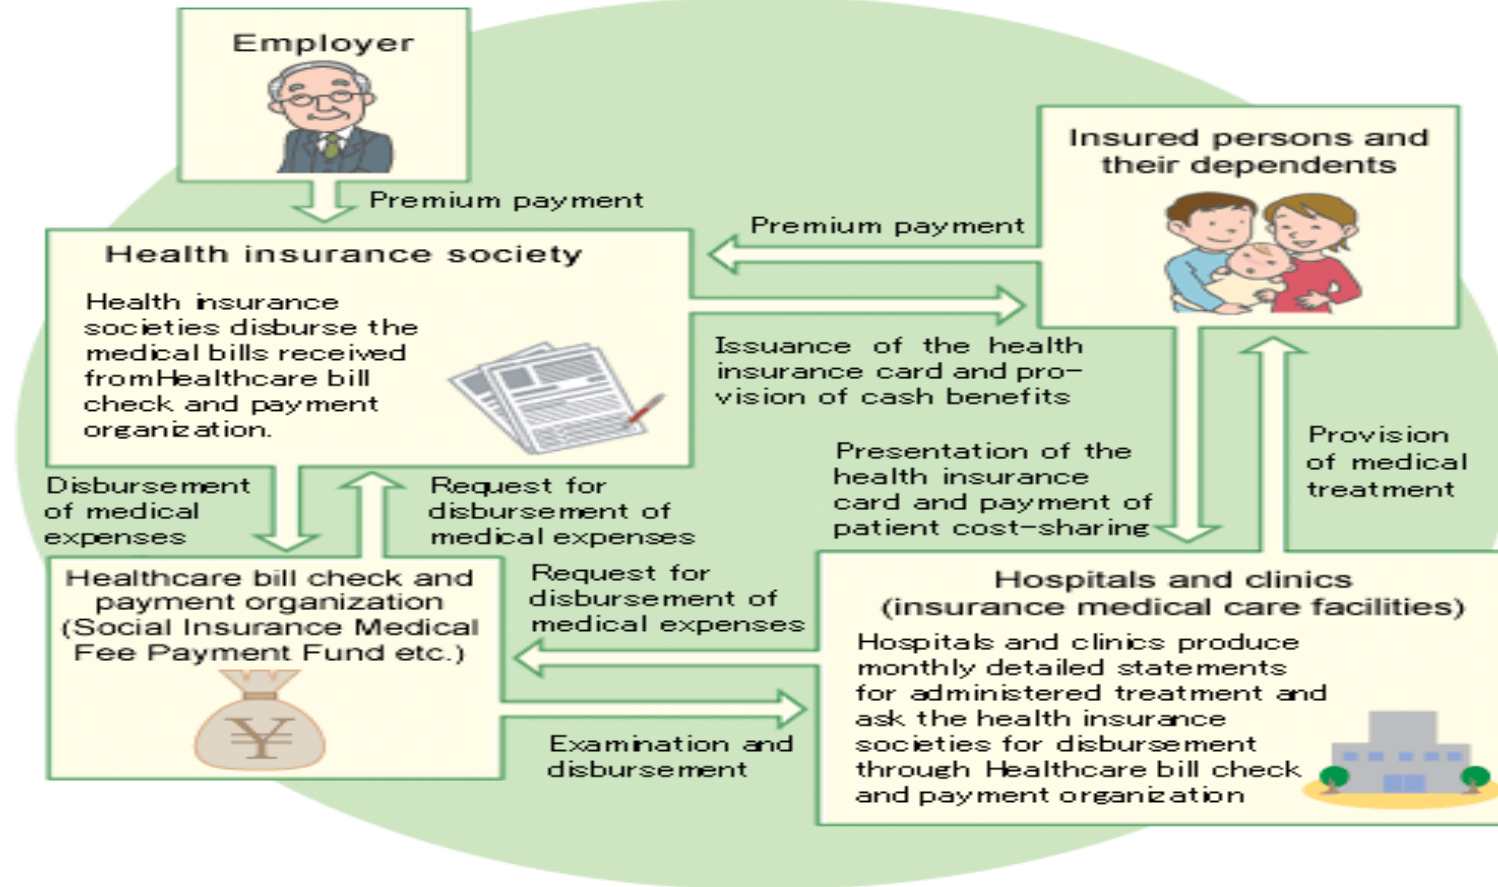 Employer
Premium payment
Insured persons and
their dependents
Premium payment
Health insurance society
Health insurance
societies disburse the
medical bills received
fromHealthcare bill
check and payment
organization.
Issuance of the health
insurance card and pro-
vision of cash benefits
Disbursement
of medical
expenses
Request for
disbursement of
medical expenses
Presentation of the
health insurance
card and payment of
patient cost-sharing
Provision
of medical
treatment
Healthcare bill check and
payment organization
(Social Insurance Medical
Fee Payment Fund etc.)
¥
Request for
disbursement of
medical expenses
Examination and
disbursement
Hospitals and clinics
(insurance medical care facilities)
Hospitals and clinics produce
monthly detailed statements
for administered treatment and
ask the health insurance
societies for disbursement
through Healthcare bill check
and payment organization